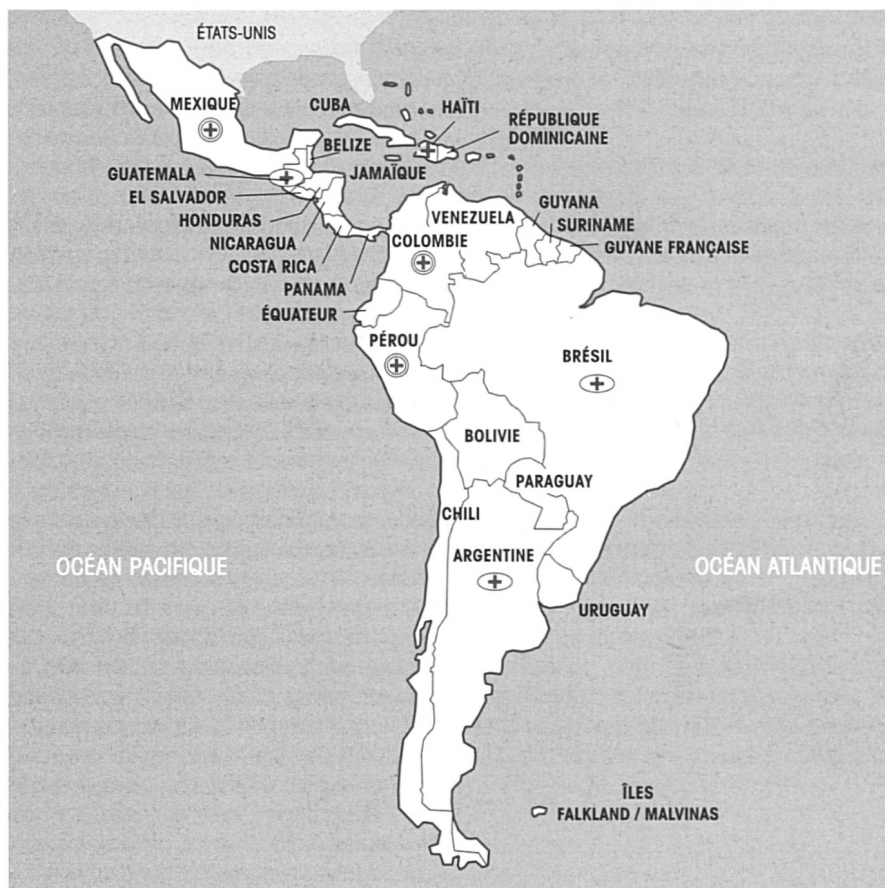 ÉTATS-UNIS
MEXIQUE
CUBA
HAÏTI
RÉPUBLIQUE
DOMINICAINE
BELIZE
GUATEMALA
JAMAÏQUE
EL SALVADOR
HONDURAS
NICARAGUA
COSTA RICA
PANAMA
ÉQUATEUR
VENEZUELA
GUYANA
SURINAME
GUYANE FRANÇAISE
COLOMBIE
PÉROU
BRÉSIL
BOLIVIE
PARAGUAY
CHILI
ARGENTINE
OCÉAN PACIFIQUE
OCÉAN ATLANTIQUE
URUGUAY
ÎLES
FALKLAND / MALVINAS